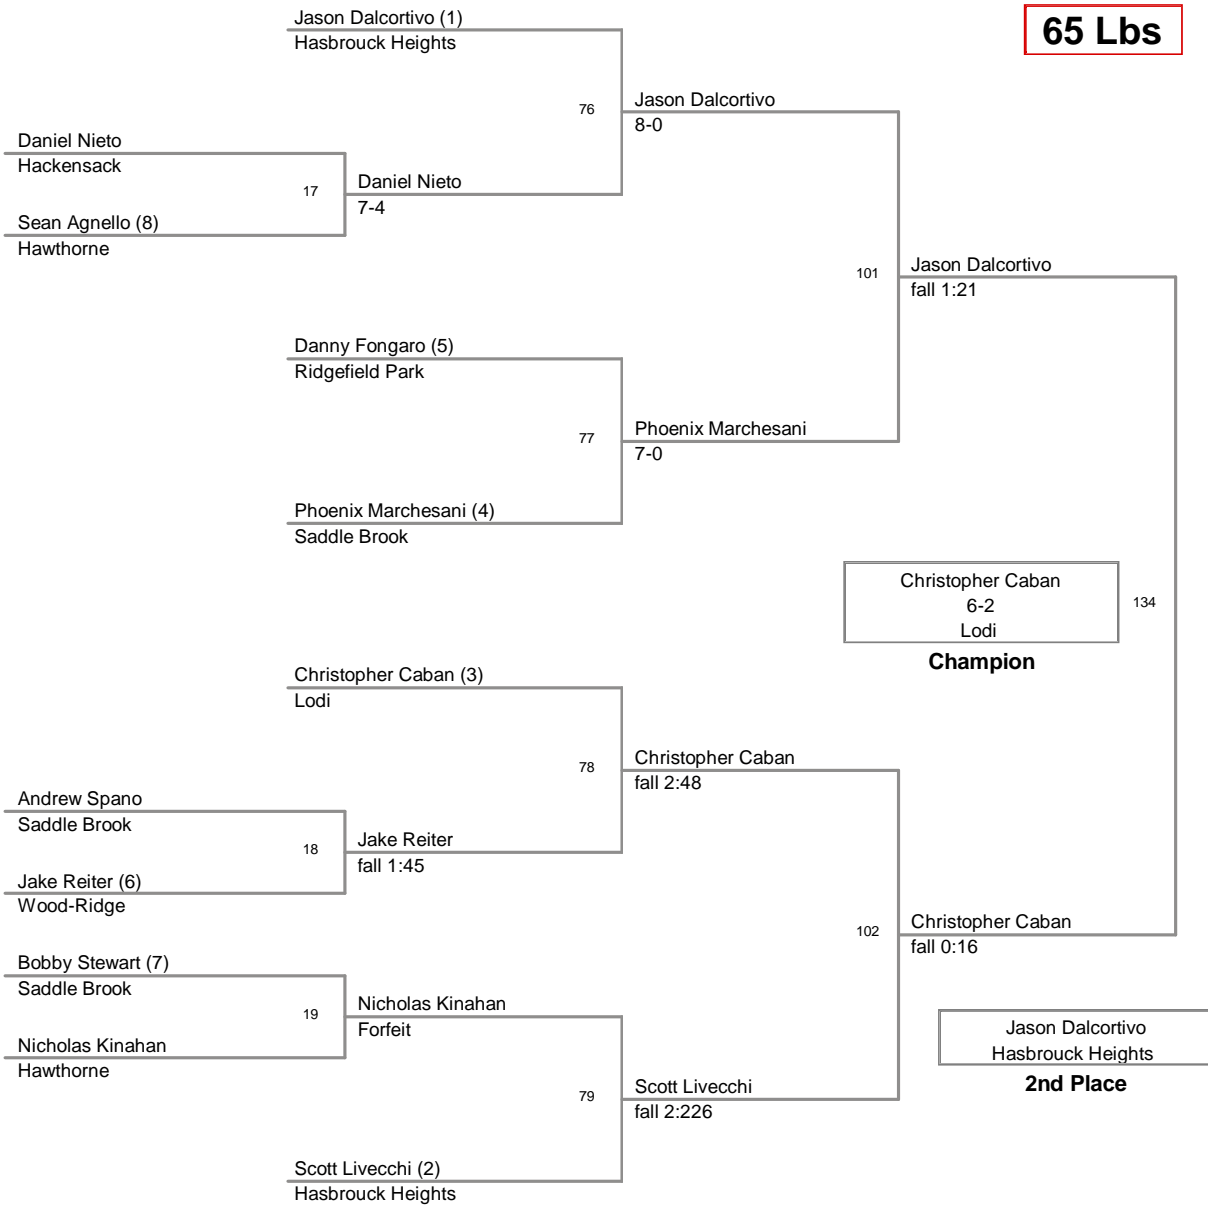 65 Lbs
Jason Dalcortivo (1)
Hasbrouck Heights
76
Jason Dalcortivo
8-0
Daniel Nieto
Hackensack
17
Daniel Nieto
7-4
Sean Agnello (8)
Hawthorne
101
Jason Dalcortivo
fall 1:21
Danny Fongaro (5)
Ridgefield Park
77
Phoenix Marchesani
7-0
Phoenix Marchesani (4)
Saddle Brook
Christopher Caban
6-2
Lodi
134
Champion
Christopher Caban (3)
Lodi
78
Christopher Caban
fall 2:48
Andrew Spano
Saddle Brook
18
Jake Reiter
fall 1:45
Jake Reiter (6)
Wood-Ridge
102
Christopher Caban
fall 0:16
Bobby Stewart (7)
Saddle Brook
19
Nicholas Kinahan
Forfeit
Nicholas Kinahan
Hawthorne
Jason Dalcortivo
Hasbrouck Heights
2nd Place
79
Scott Livecchi
fall 2:226
Scott Livecchi (2)
Hasbrouck Heights